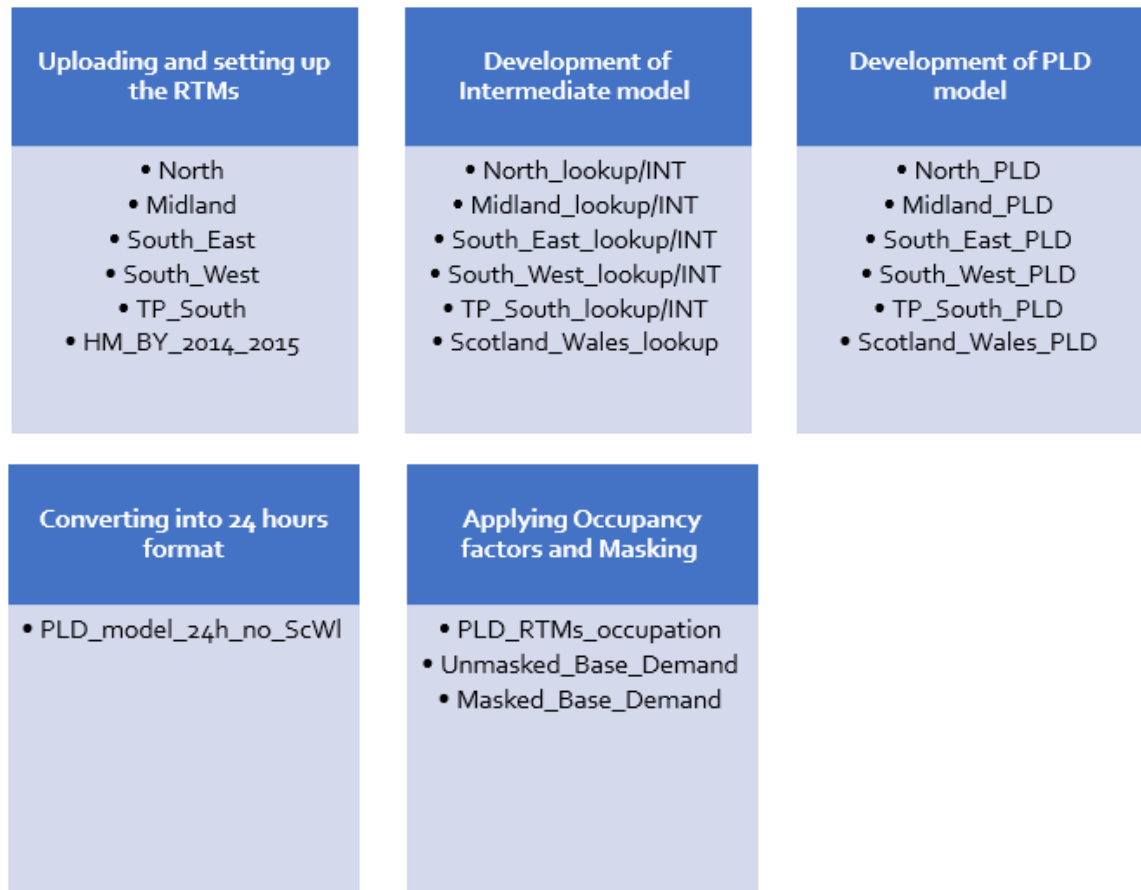 Uploading and setting up
the RTMs
• North
• Midland
• South_East
• South_West
• TP_South
• HM_BY_2014_2015
Development of
Intermediate model
• North_lookup/INT
• Midland_lookup/INT
• South_East_lookup/INT
• South_West_lookup/INT
• TP_South_lookup/INT
• Scotland_Wales_lookup
Development of PLD
model
• North_PLD
• Midland_PLD
• South_East_PLD
• South_West_PLD
• TP_South_PLD
• Scotland_Wales_PLD
Converting into 24 hours
format
• PLD_model_24h_no_ScWl
Applying Occupancy
factors and Masking
• PLD_RTMs_occupation
• Unmasked_Base_Demand
• Masked_Base_Demand